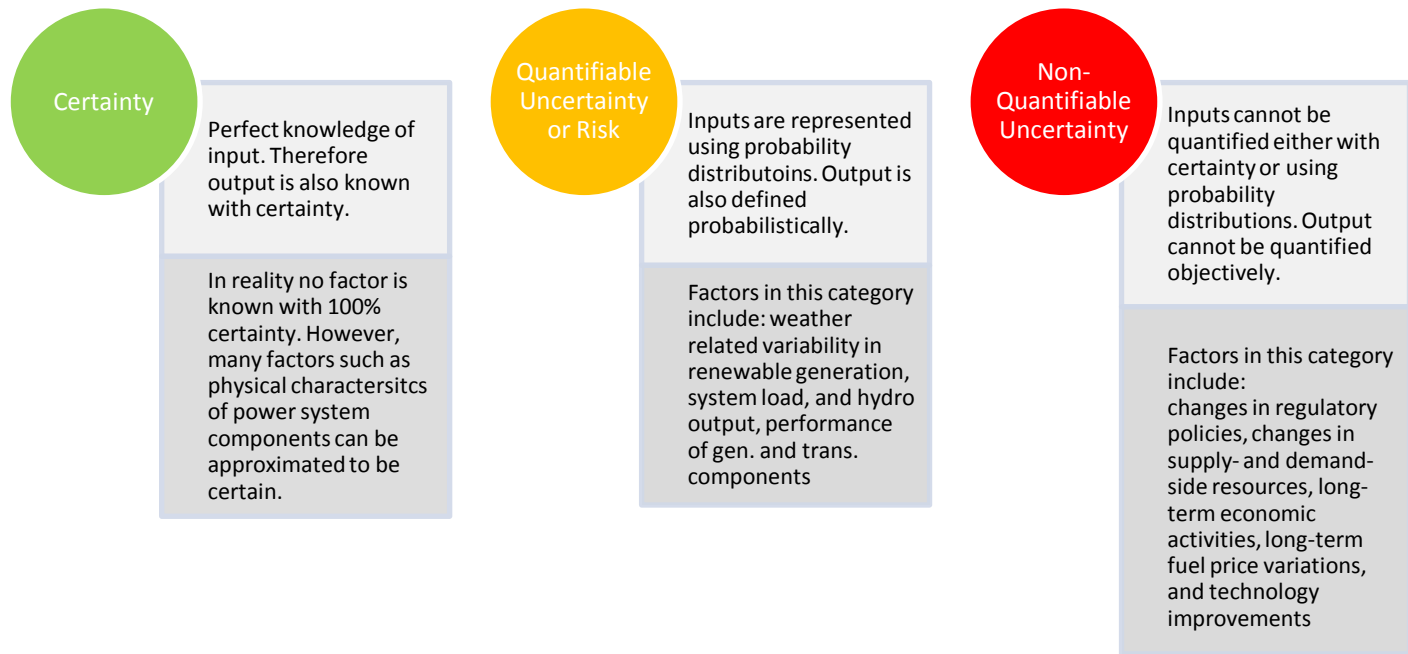 Certainty
Perfect knowledge of
input. Therefore
output is also known
with certainty.
In reality no factor is
known with 100%
certainty. However,
many factors such as
physical charactersitcs
of power system
components can be
approximated to be
certain.
Quantifiable
Uncertainty
or Risk
Inputs are represented
using probability
distributoins. Output is
also defined
probabilistically.
Factors in this category
include: weather
related variability in
renewable generation,
system load, and hydro
output, performance
of gen. and trans.
components
Non-
Quantifiable
Uncertainty
Inputs cannot be
quantified either with
certainty or using
probability
distributions. Output
cannot be quantified
objectively.
Factors in this category
include:
changes in regulatory
policies, changes in
supply- and demand-
side resources, long-
term economic
activities, long-term
fuel price variations,
and technology
improvements